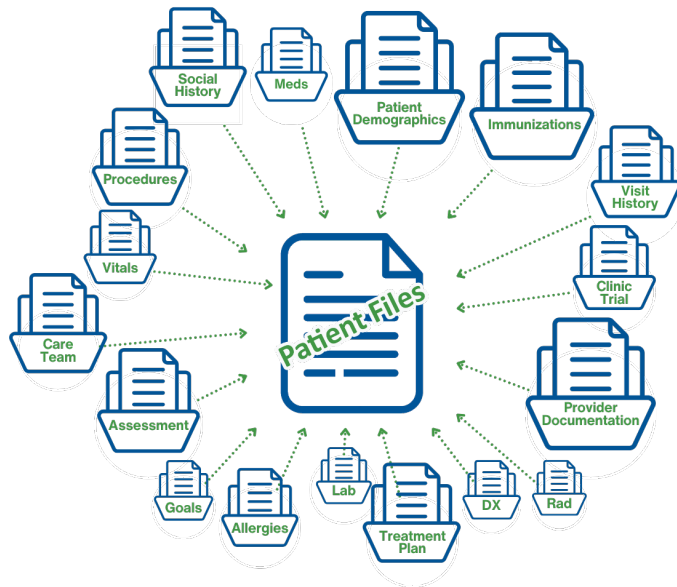 Social
History
Meds
Patient
Demographics
Immunizations
Procedures
Visit
History
Vitals
Clinic
Trial
Patient Files
Care
Team
Assessment
Provider
Documentation
Goals
Allergies
Lab
Treatment
Plan
DX
Rad